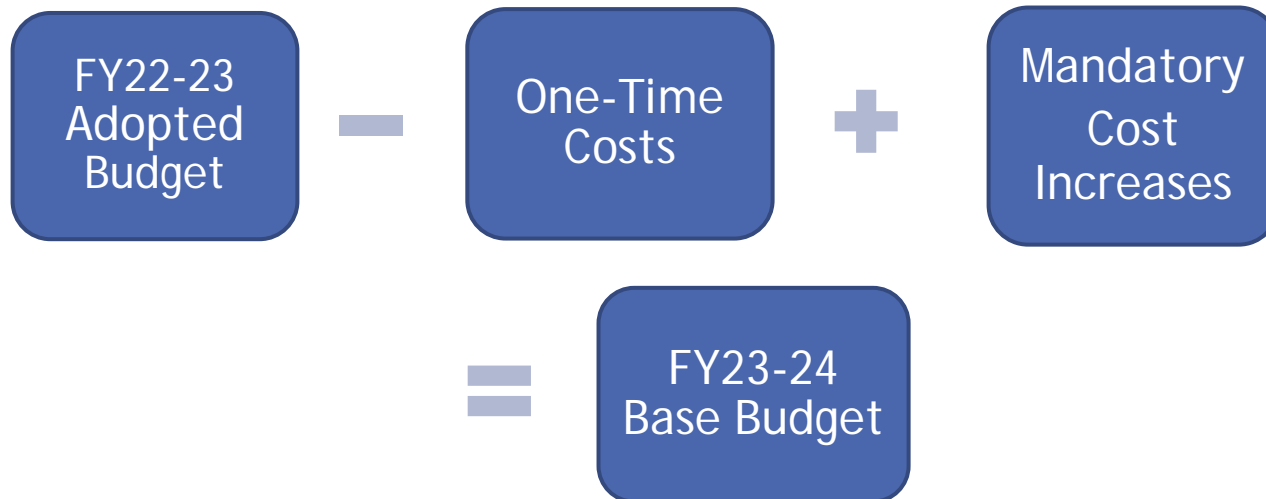 FY22-23
Adopted
Budget
One-Time
Costs
Mandatory
Cost
Increases
FY23-24
Base Budget